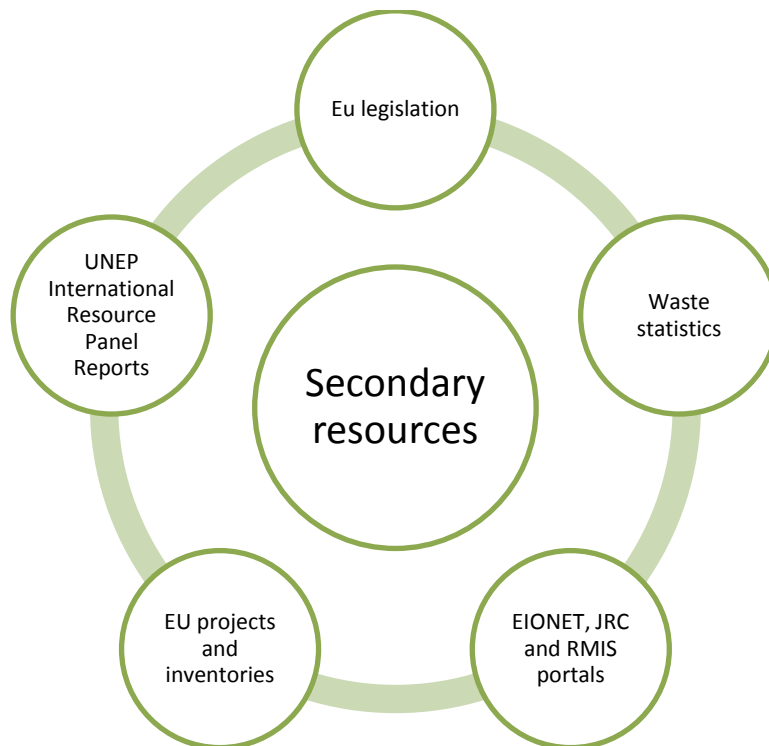 Eu legislation
Waste
statistics
EIONET, JRC
and RMIS
portals
EU projects
and
inventories
UNEP
International
Resource
Panel
Reports
Secondary
resources